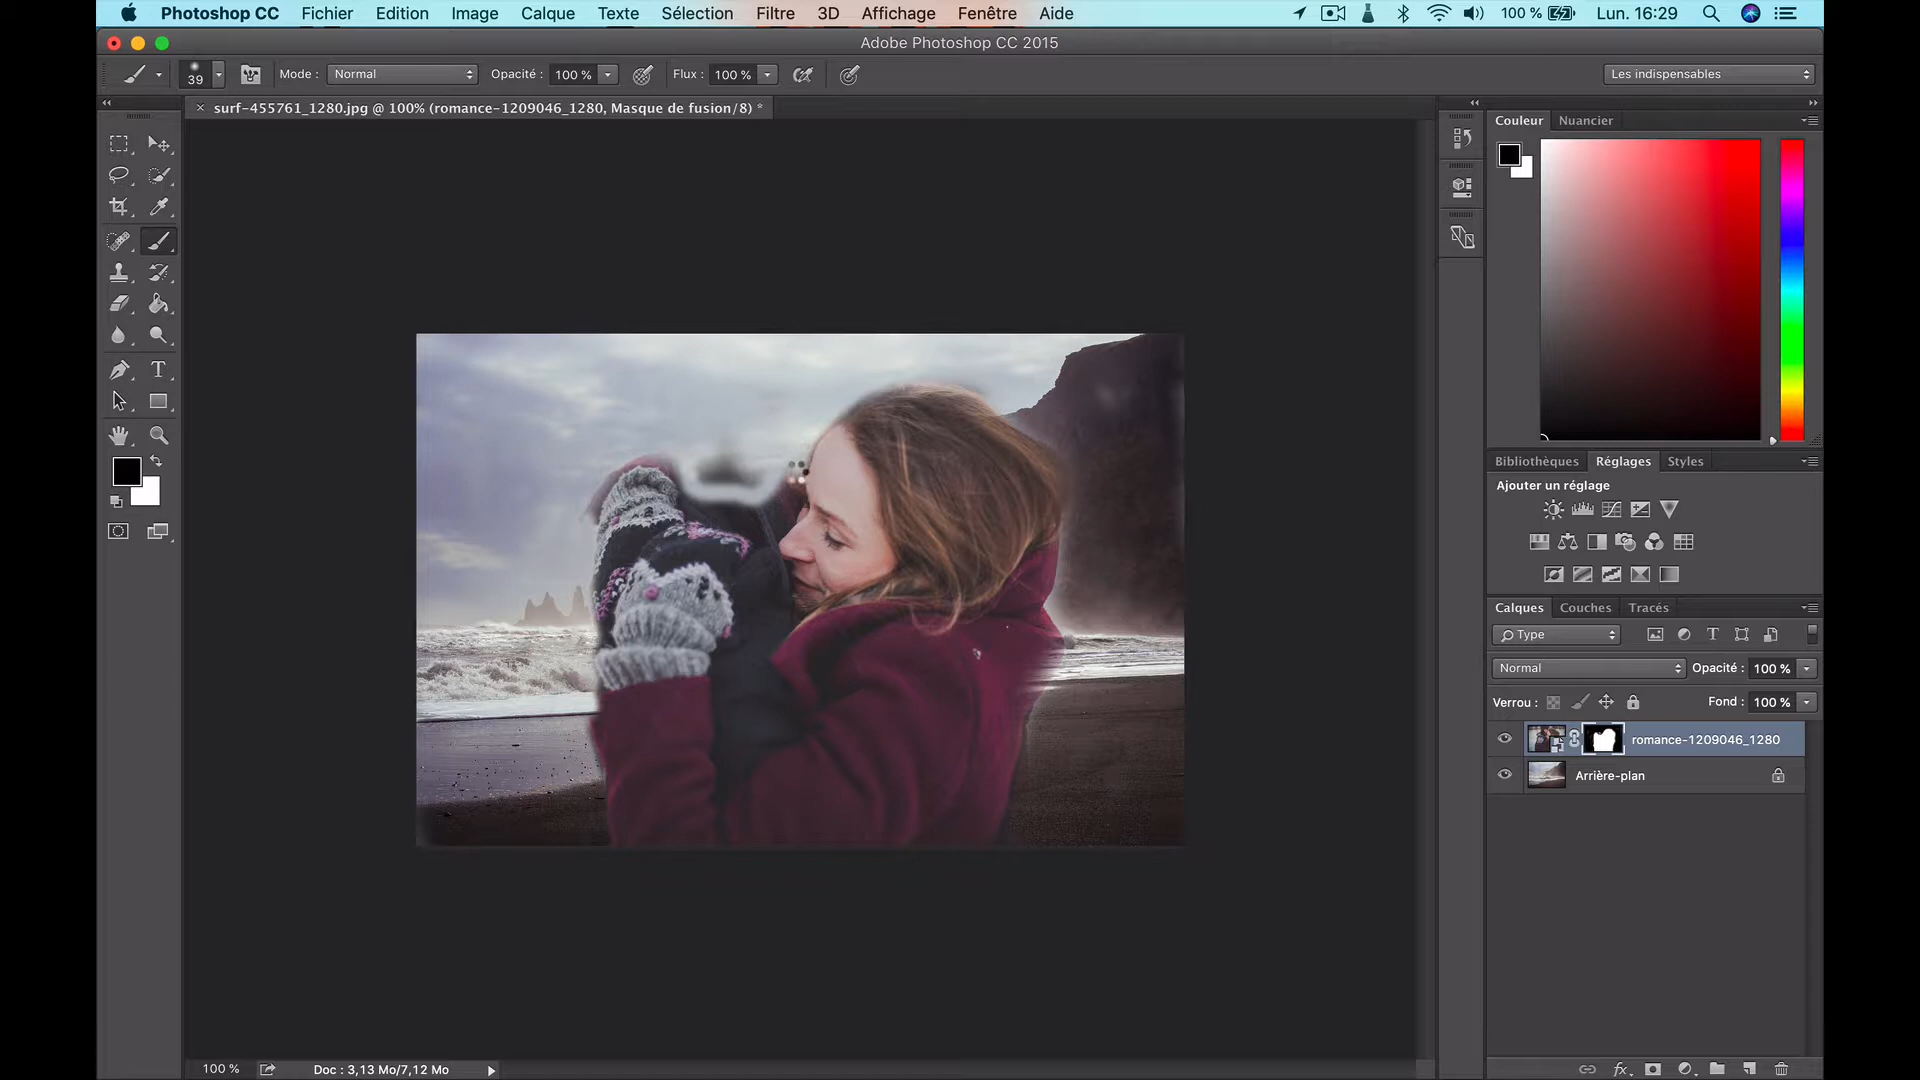 Photoshop CC Fichier Edition Image Calque Texte Sélection Filtre 3D Affichage Fenêtre Aide 100 % Lun. 16:29
Adobe Photoshop CC 2015
39 Mode : Normal Opacité : 100 % Flux : 100 % Les indispensables
surf-455761_1280.jpg @ 100% (romance-1209046_1280, Masque de fusion/8) *
Couleur Nuancier
Bibliothèques Réglages Styles
Ajouter un réglage
Calques Couches Tracés
Type
Normal Opacité : 100 %
Verrou : Fond : 100 %
romance-1209046_1280
Arrière-plan
100 % Doc : 3,13 Mo/7,12 Mo
fx